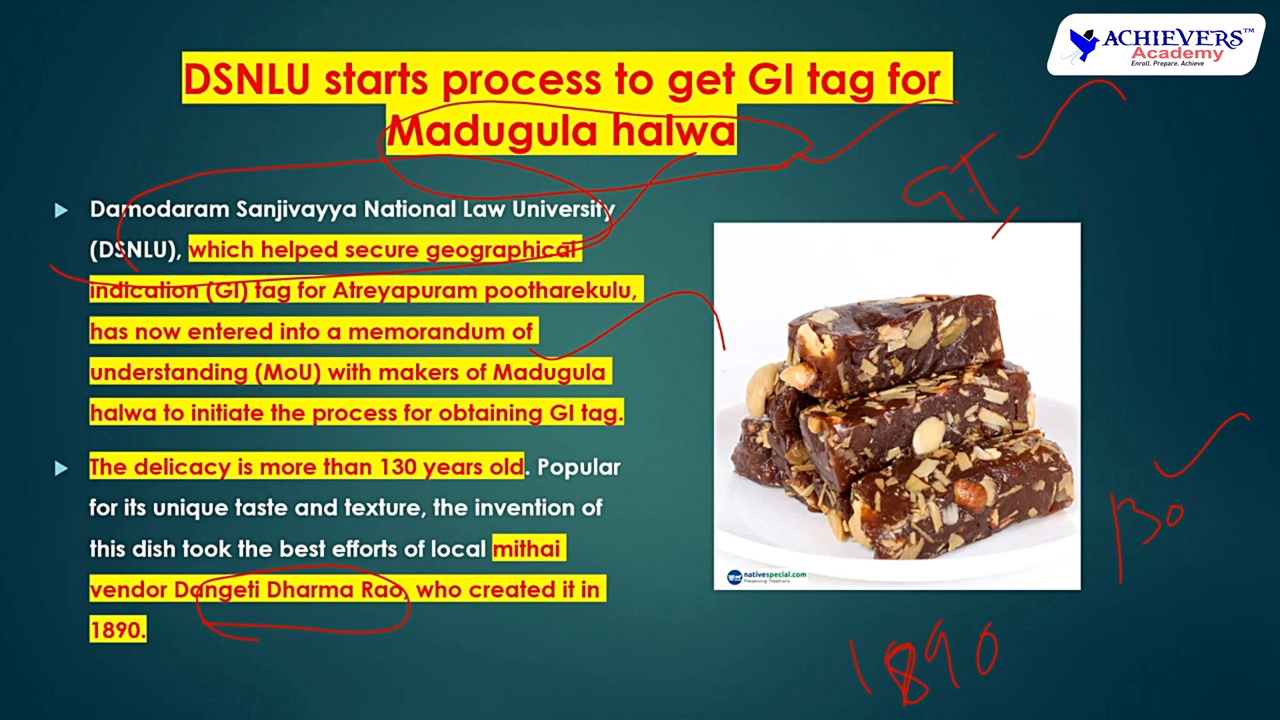 ACHIEVERS™
Academy
Enroll. Prepare. Achieve
DSNLU starts process to get GI tag for
Madugula halwa
GI
Damodaram Sanjivayya National Law University
(DSNLU), which helped secure geographical
indication (GI) tag for Atreyapuram pootharekulu,
has now entered into a memorandum of
understanding (MoU) with makers of Madugula
halwa to initiate the process for obtaining GI tag.
The delicacy is more than 130 years old. Popular
for its unique taste and texture, the invention of
this dish took the best efforts of local mithai
vendor Dangeti Dharma Rao, who created it in
1890.
nativespecial.com
Preserving Traditions
130
1890